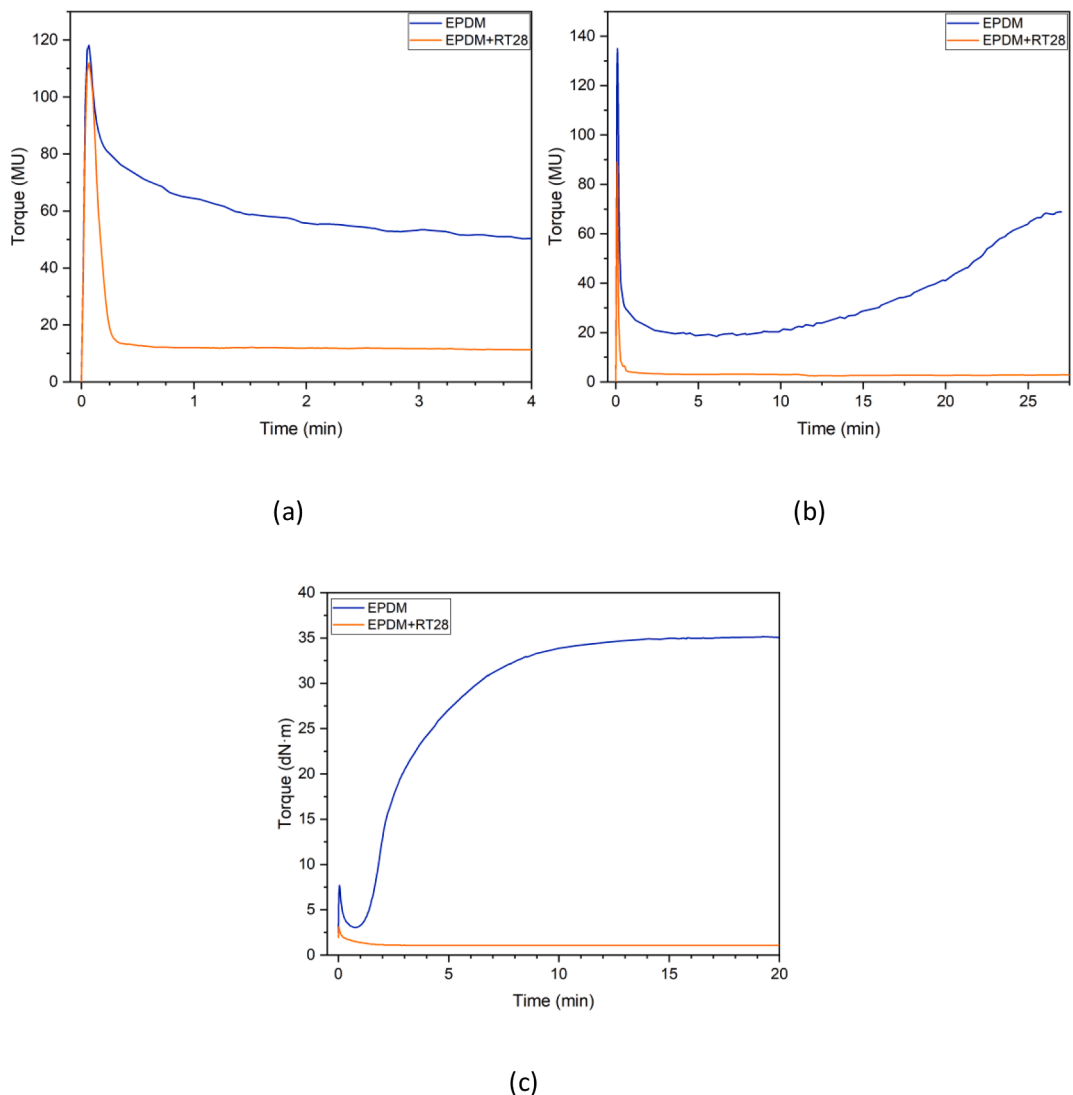 EPDM
EPDM+RT28
120
100
80
60
40
20
0
Torque (MU)
0 1 2 3 4
Time (min)
(a)
EPDM
EPDM+RT28
140
120
100
80
60
40
20
0
Torque (MU)
0 5 10 15 20 25
Time (min)
(b)
EPDM
EPDM+RT28
40
35
30
25
20
15
10
5
0
Torque (dN·m)
0 5 10 15 20
Time (min)
(c)